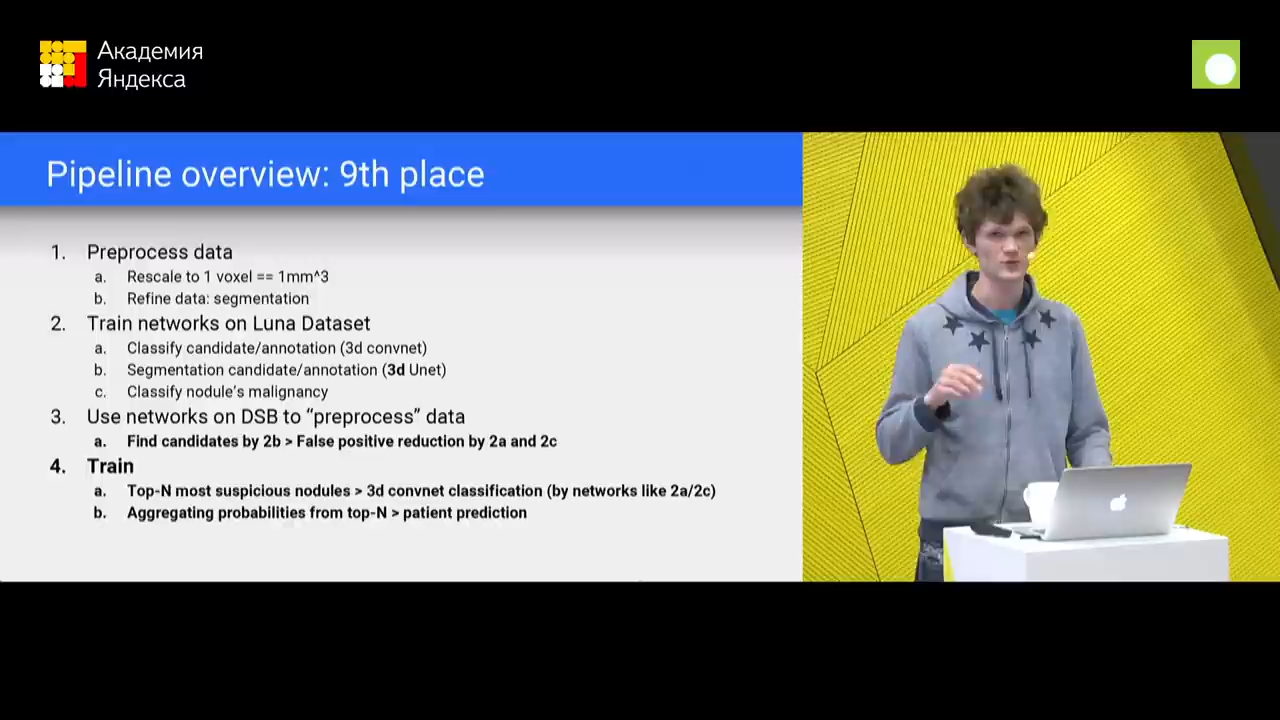 Академия
Яндекса
Pipeline overview: 9th place
1. Preprocess data
a. Rescale to 1 voxel == 1mm^3
b. Refine data: segmentation
2. Train networks on Luna Dataset
a. Classify candidate/annotation (3d convnet)
b. Segmentation candidate/annotation (3d Unet)
c. Classify nodule's malignancy
3. Use networks on DSB to “preprocess” data
a. Find candidates by 2b > False positive reduction by 2a and 2c
4. Train
a. Top-N most suspicious nodules > 3d convnet classification (by networks like 2a/2c)
b. Aggregating probabilities from top-N > patient prediction